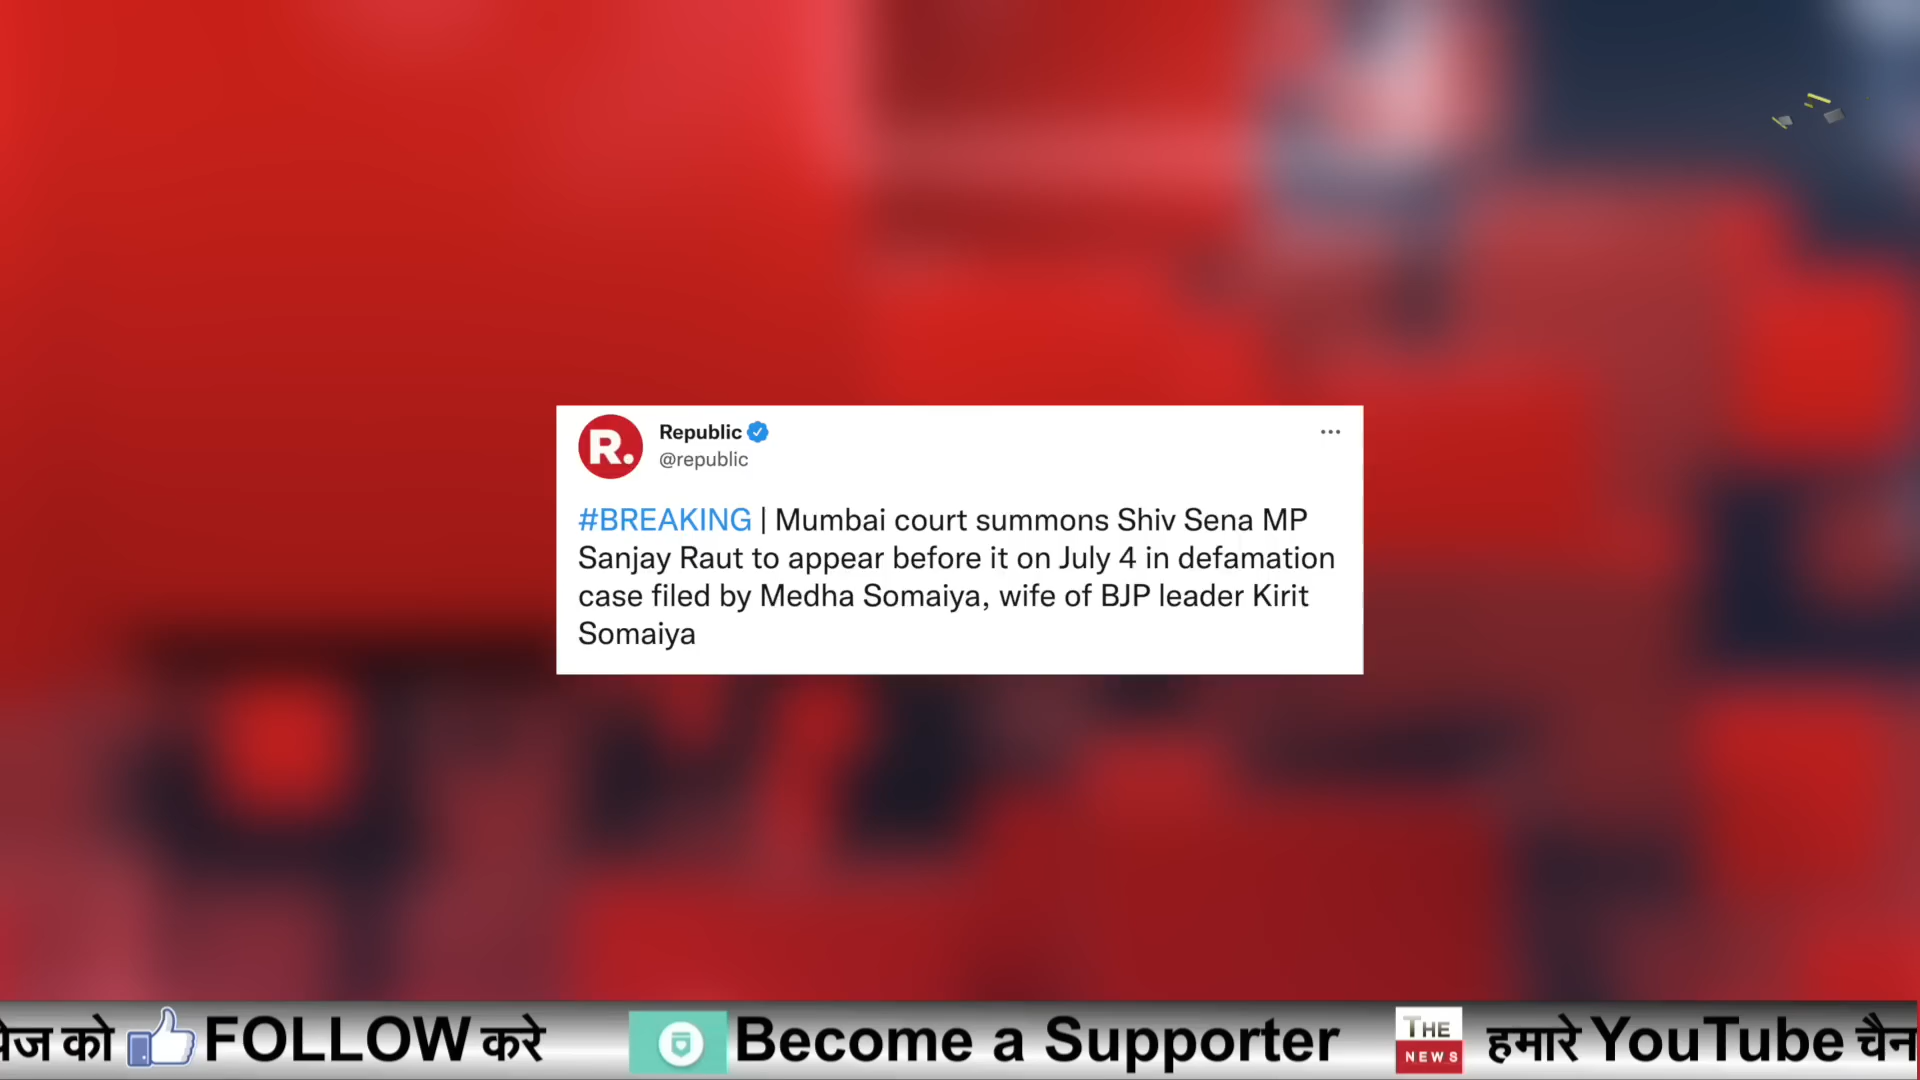 R.
Republic
@republic
#BREAKING | Mumbai court summons Shiv Sena MP
Sanjay Raut to appear before it on July 4 in defamation
case filed by Medha Somaiya, wife of BJP leader Kirit
Somaiya
को FOLLOW करे Become a Supporter THE NEWS हमारे YouTube